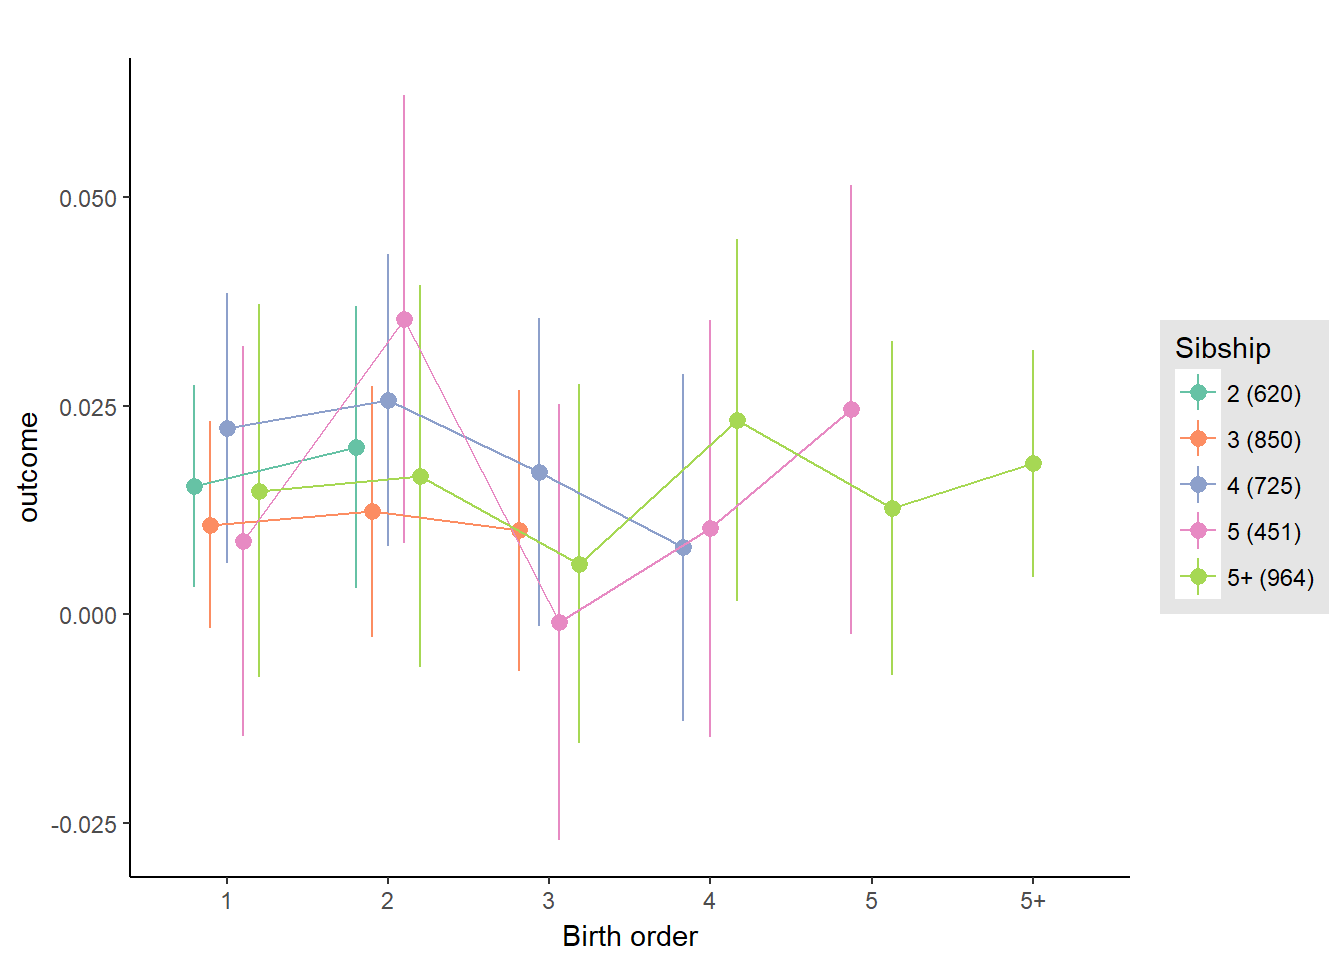 0.050
0.025
0.000
-0.025
outcome
1 2 3 4 5 5+
Birth order
Sibship
2 (620)
3 (850)
4 (725)
5 (451)
5+ (964)